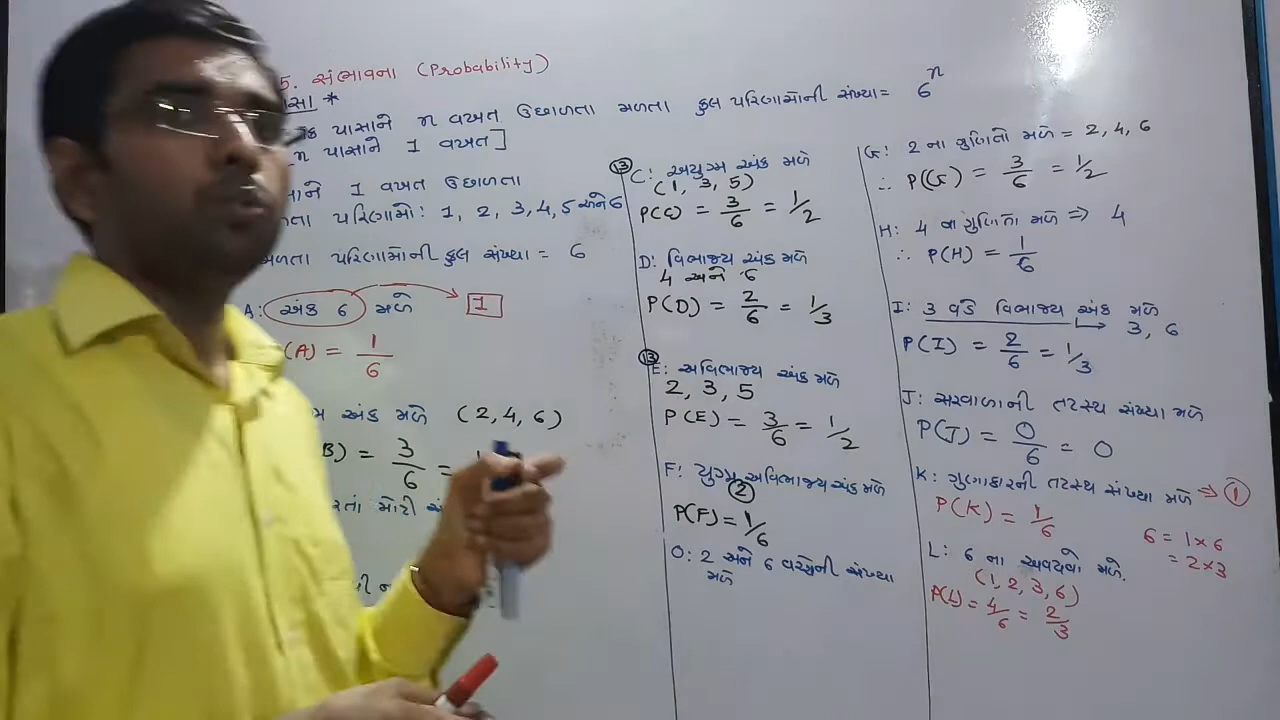 5. સંભાવના (Probability)
પાસા *
પાસાને n વખત ઉછાળતા મળતા કુલ પરિણામોની સંખ્યા = 6^n
n પાસાને 1 વખત]
1 વખત ઉછાળતા
પરિણામો: 1, 2, 3, 4, 5 અને 6
મળતા પરિણામોની કુલ સંખ્યા = 6
A: અંક 6 મળે → 1
(A) = 1/6
અંક મળે (2, 4, 6)
B) = 3/6 =
કરતાં મોટી
13 C: અયુગ્મ અંક મળે
(1, 3, 5)
P(C) = 3/6 = 1/2
D: વિભાજ્ય અંક મળે
4 અને 6
P(D) = 2/6 = 1/3
13 E: અવિભાજ્ય અંક મળે
2, 3, 5
P(E) = 3/6 = 1/2
F: યુગ્મ અવિભાજ્ય અંક મળે
2
P(F) = 1/6
O: 2 અને 6 વચ્ચેની સંખ્યા
મળે
G: 2 ના ગુણિતો મળે = 2, 4, 6
∴ P(G) = 3/6 = 1/2
H: 4 ના ગુણિતો મળે ⇒ 4
∴ P(H) = 1/6
I: 3 વડે વિભાજ્ય અંક મળે
→ 3, 6
P(I) = 2/6 = 1/3
J: સરવાળાની તટસ્થ સંખ્યા મળે
P(J) = 0/6 = 0
K: ગુણાકારની તટસ્થ સંખ્યા મળે ⇒ 1
P(K) = 1/6
6 = 1 × 6
= 2 × 3
L: 6 ના અવયવો મળે.
(1, 2, 3, 6)
P(L) = 4/6 = 2/3